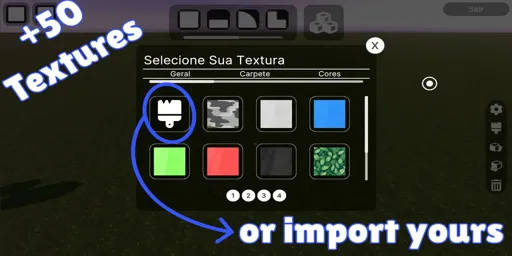 +50
Textures
Sair
X
Selecione Sua Textura
Geral Carpete Cores
1 2 3 4
or import yours